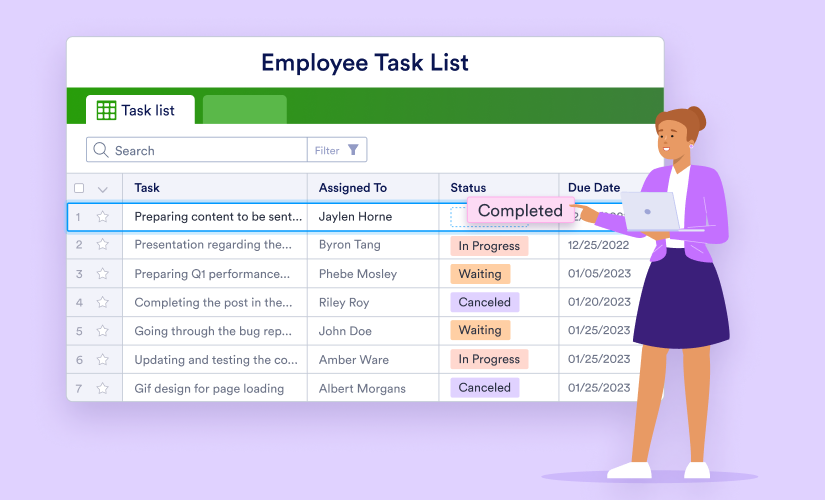 Employee Task List
Task list
Search Filter
Task Assigned To Status Due Date
1 Preparing content to be sent... Jaylen Horne Completed
2 Presentation regarding the... Byron Tang In Progress 12/25/2022
3 Preparing Q1 performance... Phebe Mosley Waiting 01/05/2023
4 Completing the post in the... Riley Roy Canceled 01/20/2023
5 Going through the bug rep... John Doe Waiting 01/25/2023
6 Updating and testing the co... Amber Ware In Progress 01/25/2023
7 Gif design for page loading Albert Morgans Canceled 01/25/2023